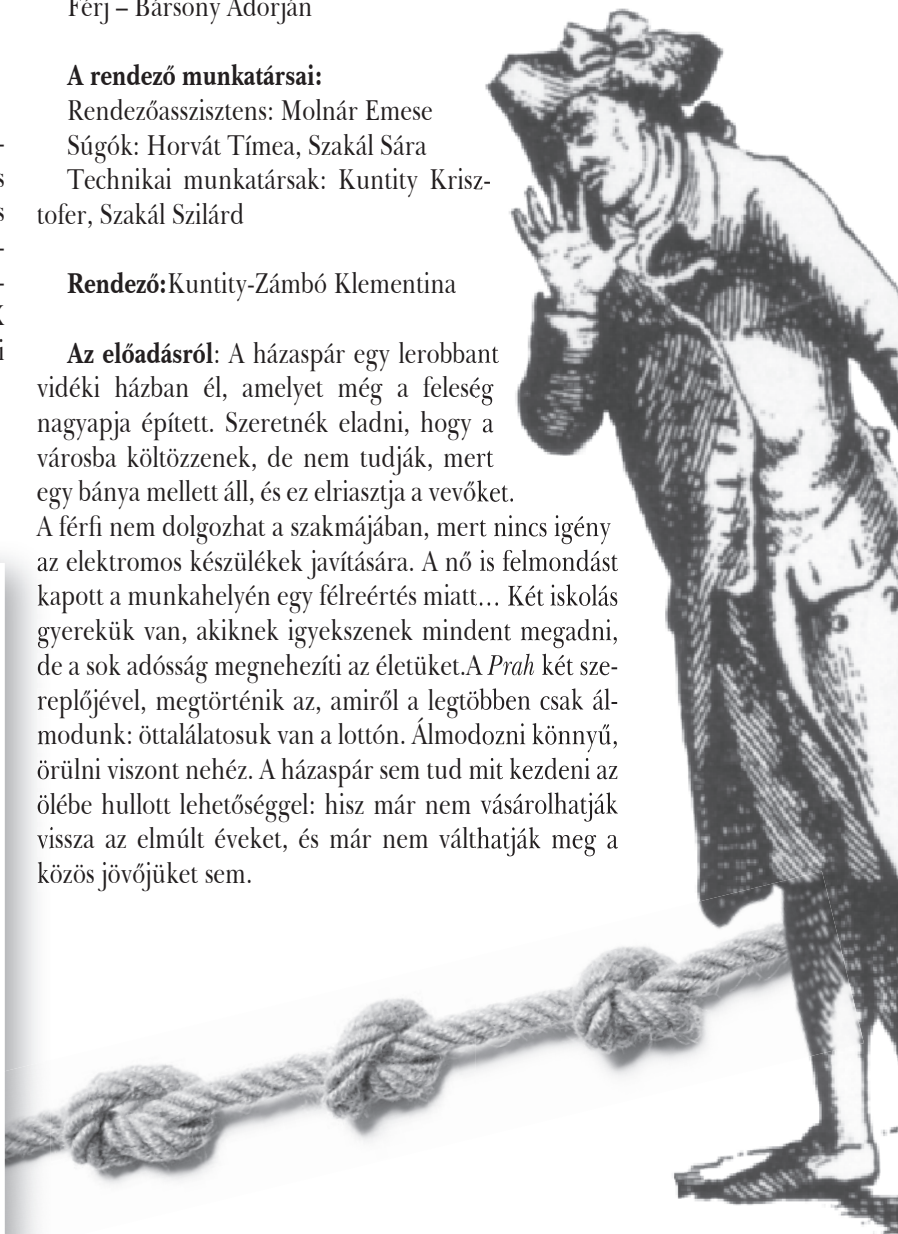 Férj – Bársony Adorján
A rendező munkatársai:
Rendezőasszisztens: Molnár Emese
Súgók: Horvát Tímea, Szakál Sára
Technikai munkatársak: Kuntity Krisz-
tofer, Szakál Szilárd
Rendező:Kuntity-Zámbó Klementina
Az előadásról: A házaspár egy lerobbant
vidéki házban él, amelyet még a feleség
nagyapja épített. Szeretnék eladni, hogy a
városba költözzenek, de nem tudják, mert
egy bánya mellett áll, és ez elriasztja a vevőket.
A férfi nem dolgozhat a szakmájában, mert nincs igény
az elektromos készülékek javítására. A nő is felmondást
kapott a munkahelyén egy félreértés miatt… Két iskolás
gyerekük van, akiknek igyekszenek mindent megadni,
de a sok adósság megnehezíti az életüket.A Prah két sze-
replőjével, megtörténik az, amiről a legtöbben csak ál-
modunk: öttalálatosuk van a lottón. Álmodozni könnyű,
örülni viszont nehéz. A házaspár sem tud mit kezdeni az
ölébe hullott lehetőséggel: hisz már nem vásárolhatják
vissza az elmúlt éveket, és már nem válthatják meg a
közös jövőjüket sem.